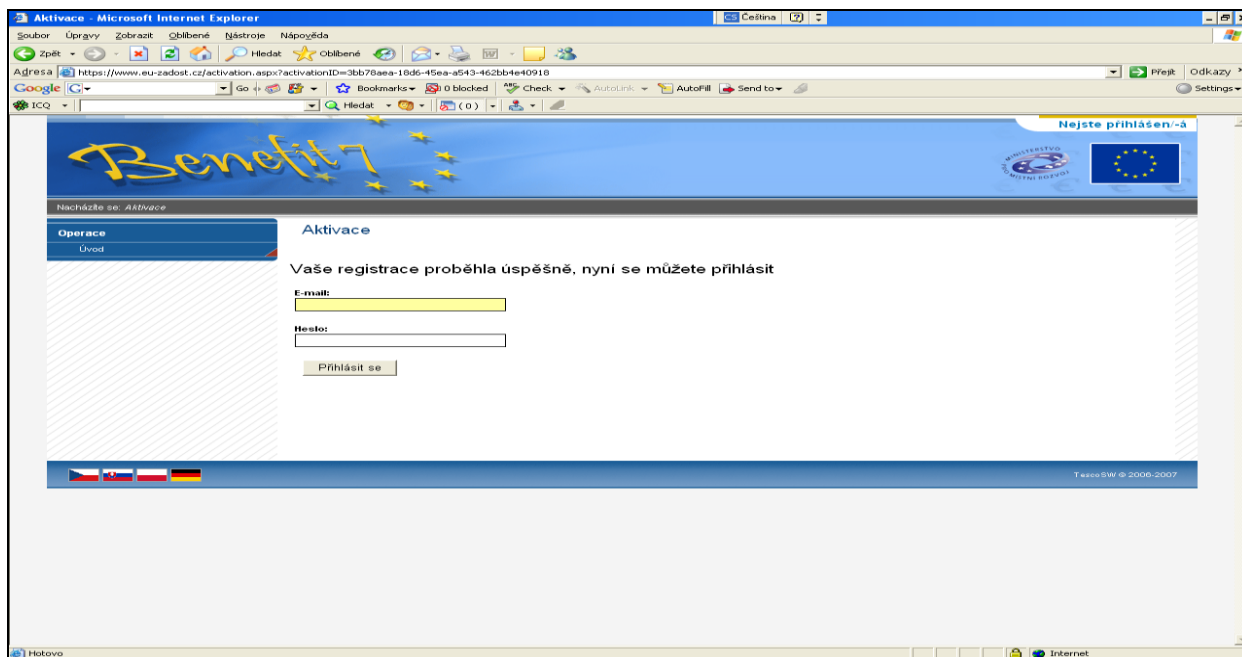 Aktivace - Microsoft Internet Explorer
CS Čeština
Soubor Úpravy Zobrazit Oblíbené Nástroje Nápověda
Zpět Hledat Oblíbené
Adresa https://www.eu-zadost.cz/activation.aspx?activationID=3bb78aea-18d6-45ea-a543-462bb4e40918 Přejít Odkazy
Google G Go Bookmarks 0 blocked Check AutoLink AutoFill Send to Settings
ICQ Hledat (0)
Nejste přihlášen/-á
Benefit7
MINISTERSTVO
Nacházíte se: Aktivace
Operace
Úvod
Aktivace
Vaše registrace proběhla úspěšně, nyní se můžete přihlásit
E-mail:
Heslo:
Přihlásit se
TescoSW © 2006-2007
Hotovo Internet